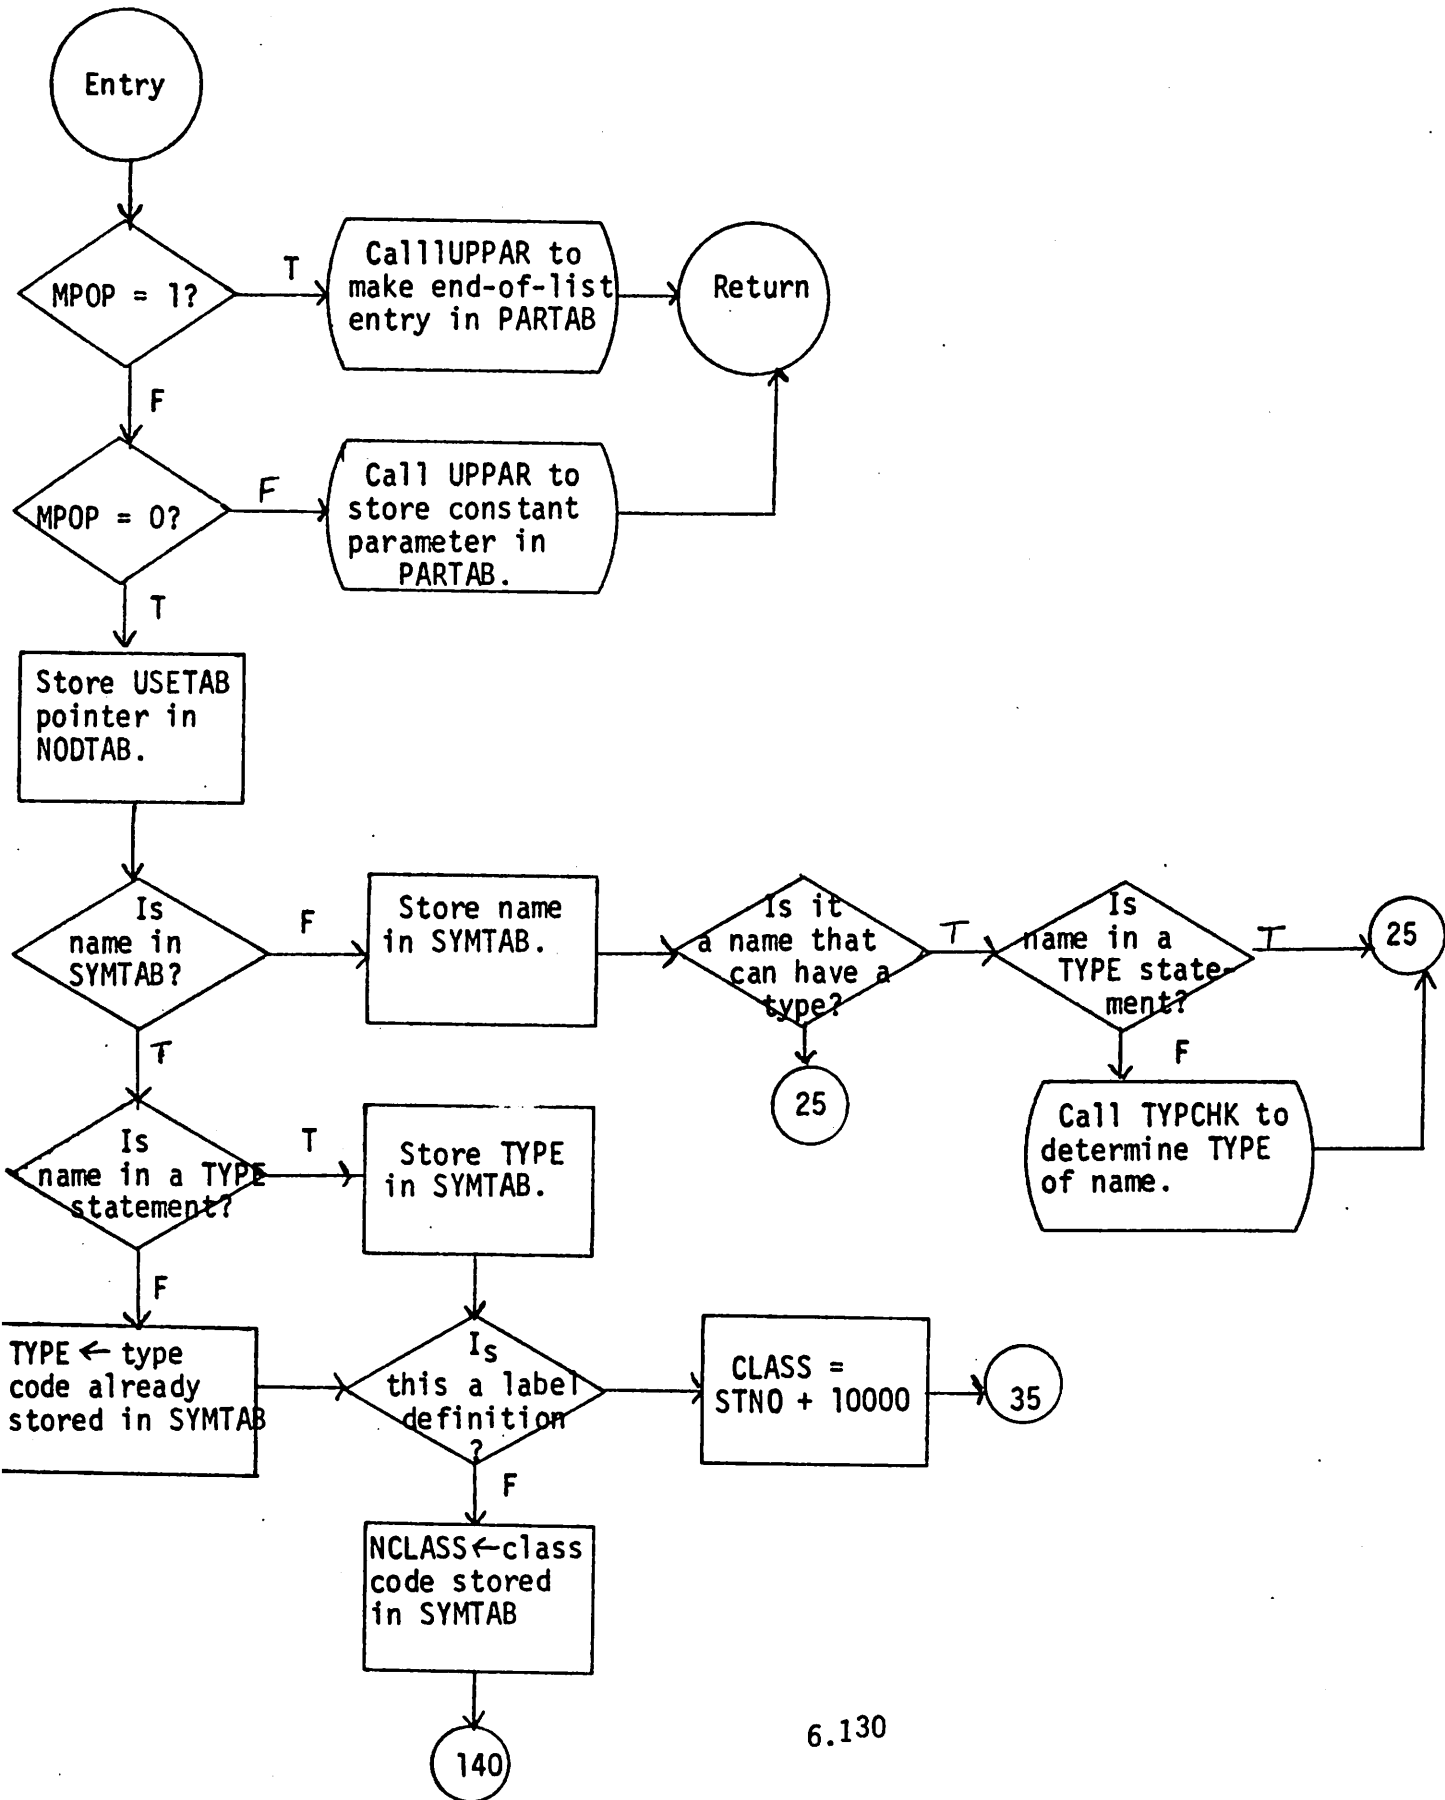 Entry
MPOP = 1?
T
Calll UPPAR to
make end-of-list
entry in PARTAB
Return
F
MPOP = 0?
F
Call UPPAR to
store constant
parameter in
PARTAB.
T
Store USETAB
pointer in
NODTAB.
Is
name in
SYMTAB?
F
Store name
in SYMTAB.
Is it
a name that
can have a
type?
T
Is
name in a
TYPE state-
ment?
T
25
25
F
Call TYPCHK to
determine TYPE
of name.
T
Is
name in a TYPE
statement?
T
Store TYPE
in SYMTAB.
F
TYPE ← type
code already
stored in SYMTAB
Is
this a label
definition
?
CLASS =
STNO + 10000
35
F
NCLASS←class
code stored
in SYMTAB
140
6.130